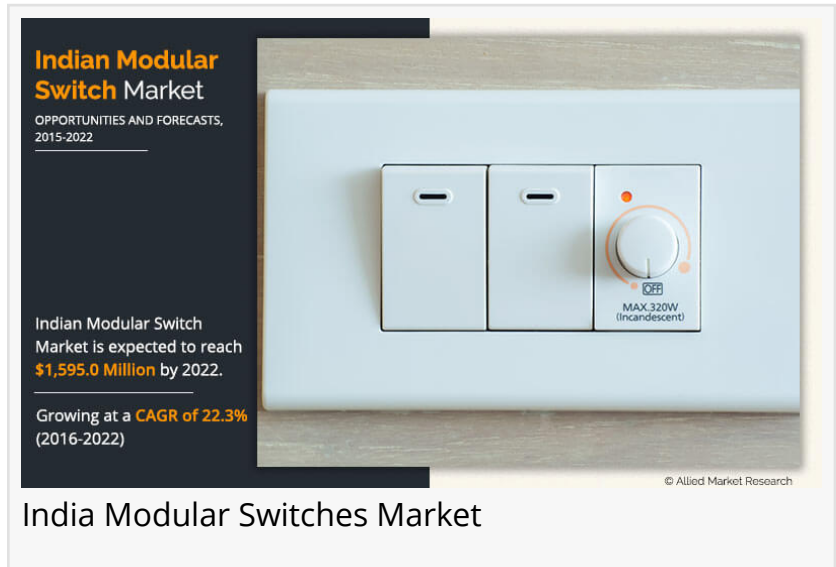 Indian Modular
Switch Market
OPPORTUNITIES AND FORECASTS,
2015-2022
Indian Modular Switch
Market is expected to reach
$1,595.0 Million by 2022.
Growing at a CAGR of 22.3%
(2016-2022)
OFF
MAX.320W
(Incandescent)
© Allied Market Research
India Modular Switches Market